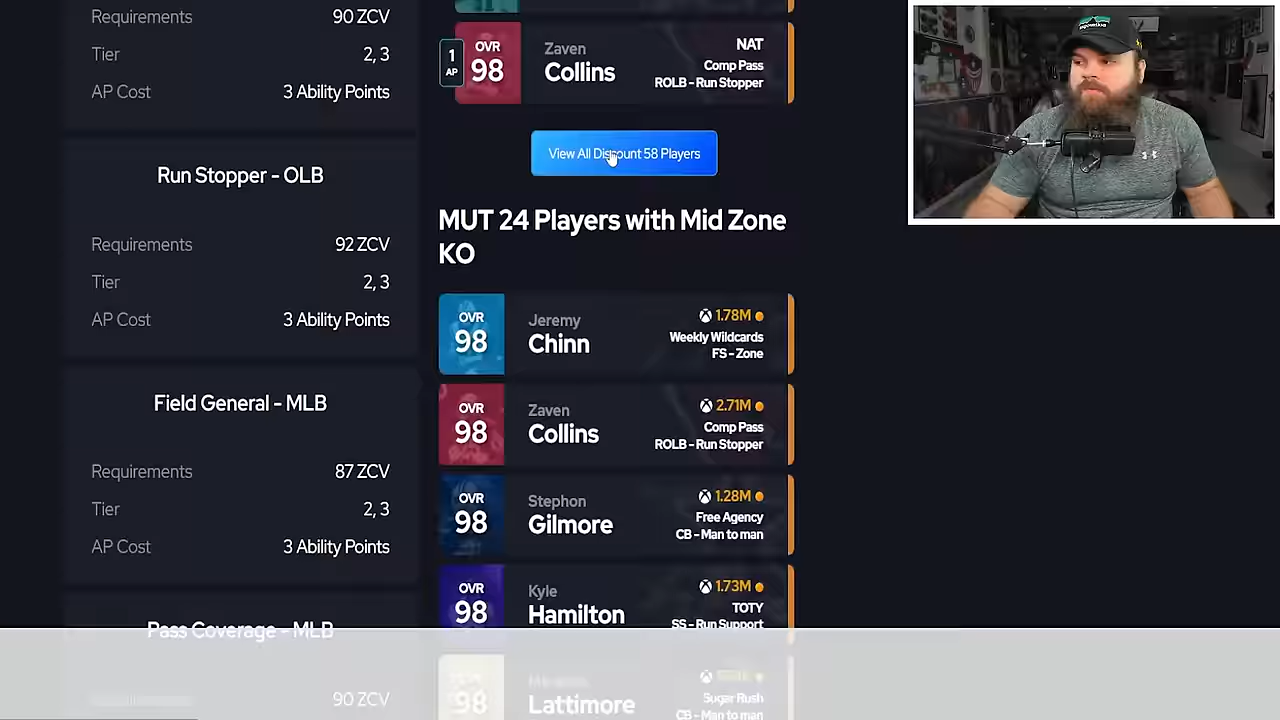 Requirements 90 ZCV
Tier 2, 3
AP Cost 3 Ability Points
Run Stopper - OLB
Requirements 92 ZCV
Tier 2, 3
AP Cost 3 Ability Points
Field General - MLB
Requirements 87 ZCV
Tier 2, 3
AP Cost 3 Ability Points
Pass Coverage - MLB
90 ZCV
1 AP
OVR 98
Zaven
Collins
NAT
Comp Pass
ROLB - Run Stopper
View All Discount 58 Players
MUT 24 Players with Mid Zone
KO
OVR 98
Jeremy
Chinn
1.78M
Weekly Wildcards
FS - Zone
OVR 98
Zaven
Collins
2.71M
Comp Pass
ROLB - Run Stopper
OVR 98
Stephon
Gilmore
1.28M
Free Agency
CB - Man to man
OVR 98
Kyle
Hamilton
1.73M
TOTY
SS - Run Support
98
Lattimore
Sugar Rush
CB - Man to man